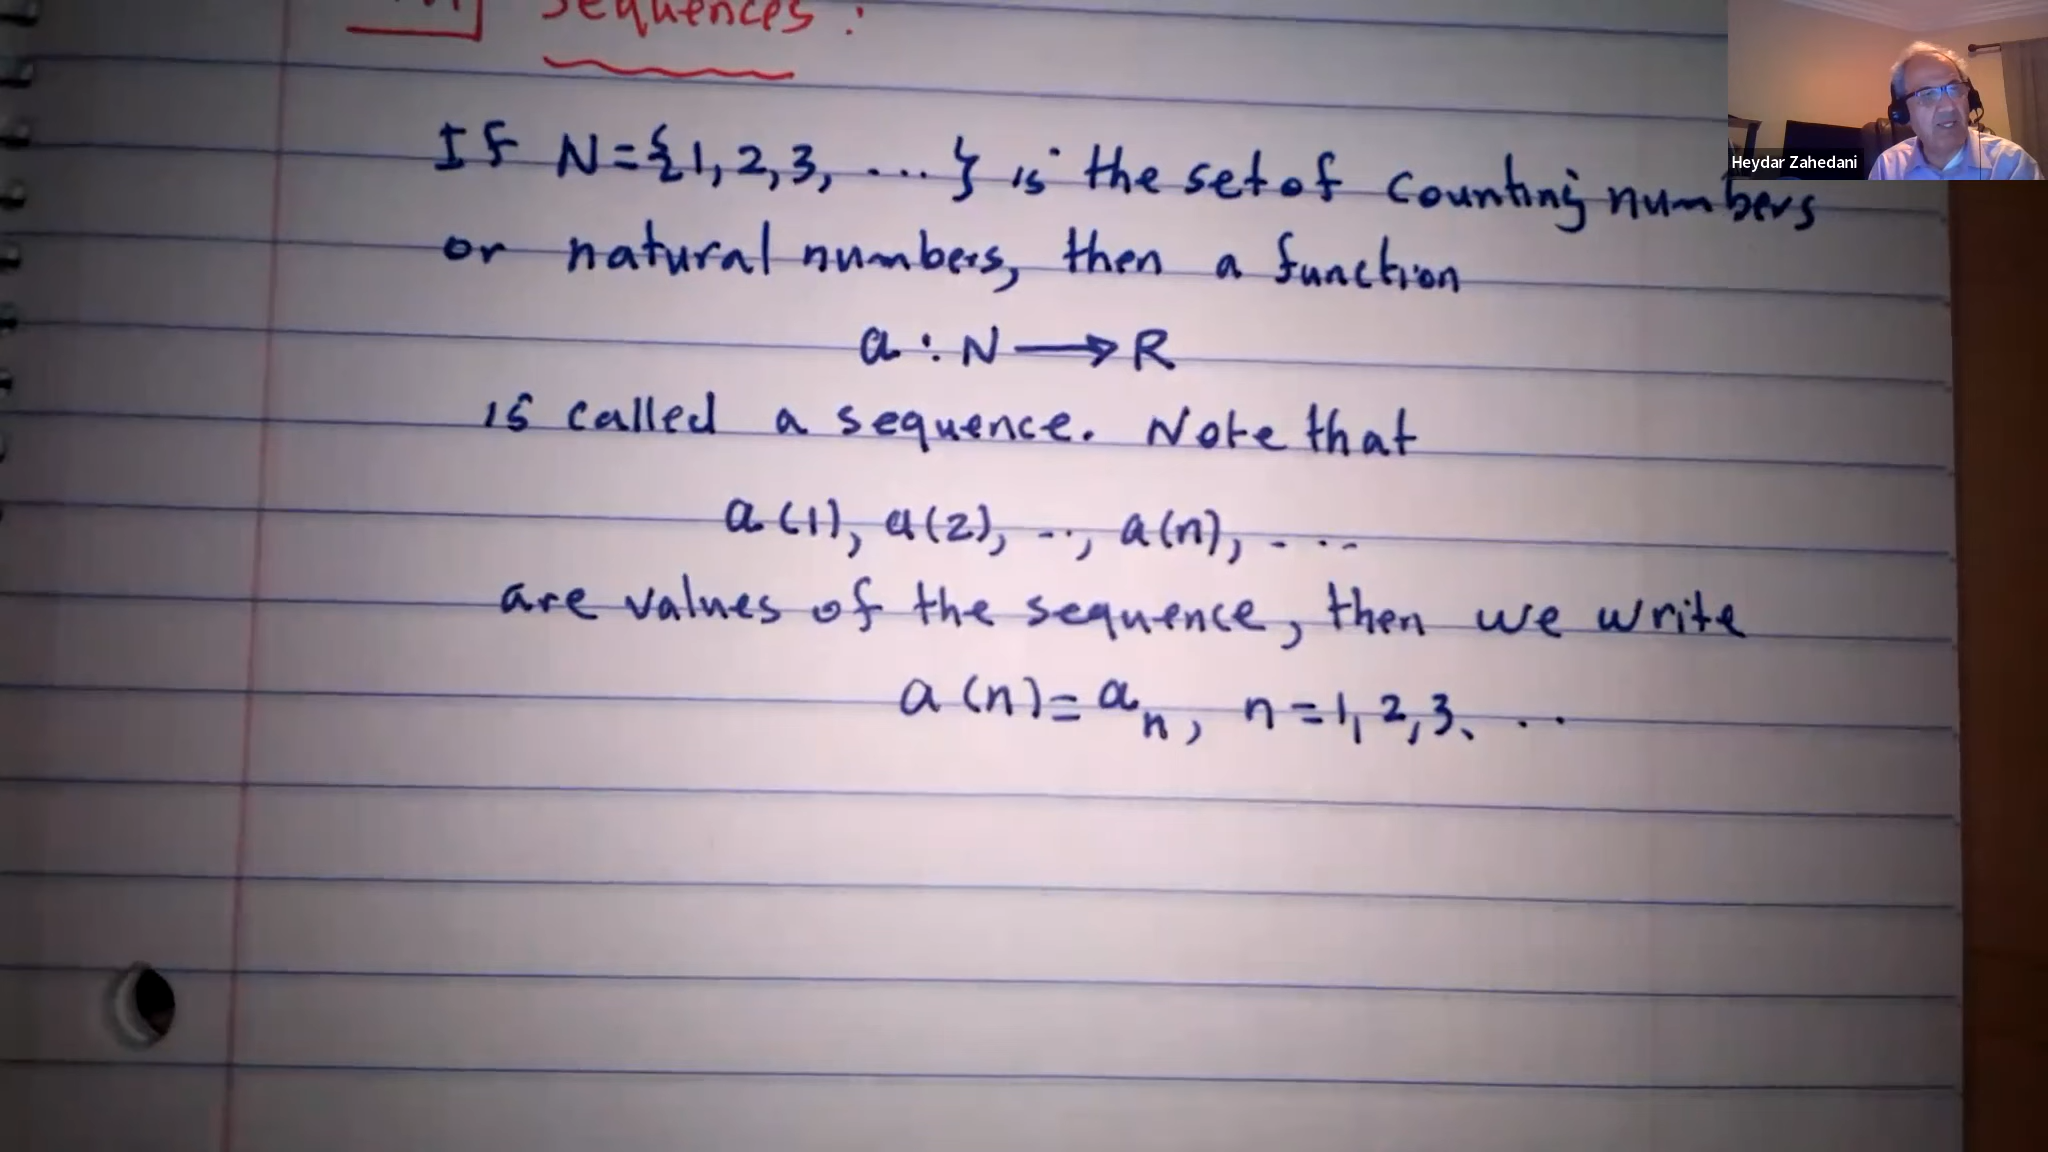 Sequences:
Heydar Zahedani
If N={1,2,3, ...} is the set of counting numbers
or natural numbers, then a function
a : N ⟶ R
is called a sequence. Note that
a(1), a(2), .., a(n), ....
are values of the sequence, then we write
a(n)=aₙ, n=1,2,3, ...